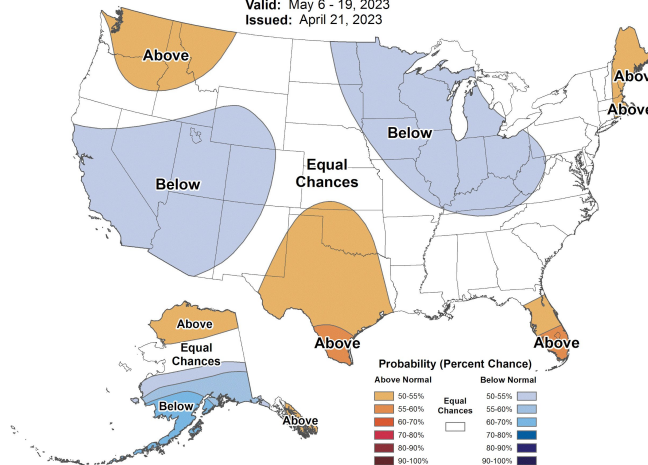 Valid: May 6 - 19, 2023
Issued: April 21, 2023
Above
Abov
Above
Below
Below
Equal
Chances
Above
Above
Above
Equal
Chances
Below
Above
Probability (Percent Chance)
Above Normal
Equal
Chances
Below Normal
50-55%
55-60%
60-70%
70-80%
80-90%
90-100%
50-55%
55-60%
60-70%
70-80%
80-90%
90-100%